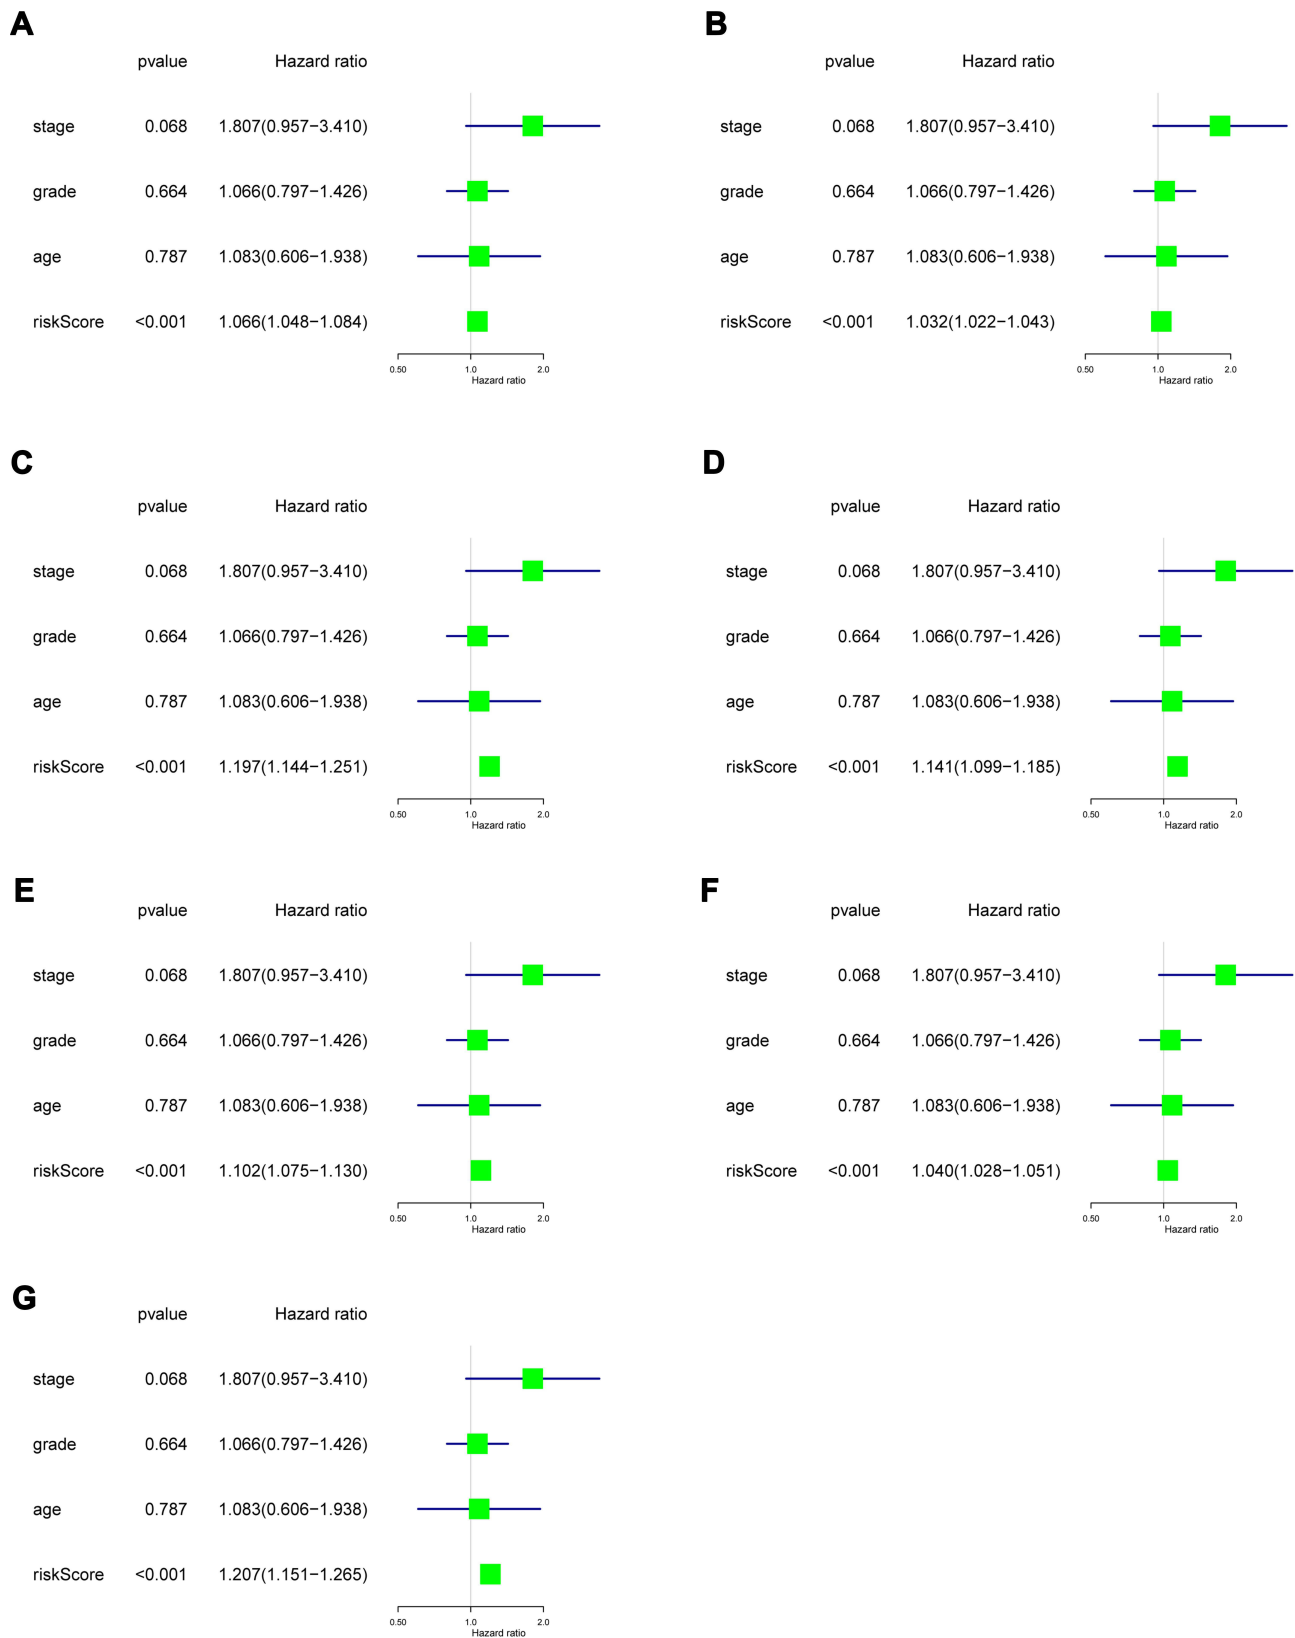 A
pvalue Hazard ratio
stage 0.068 1.807(0.957−3.410)
grade 0.664 1.066(0.797−1.426)
age 0.787 1.083(0.606−1.938)
riskScore <0.001 1.066(1.048−1.084)
0.50 1.0 2.0
Hazard ratio
B
pvalue Hazard ratio
stage 0.068 1.807(0.957−3.410)
grade 0.664 1.066(0.797−1.426)
age 0.787 1.083(0.606−1.938)
riskScore <0.001 1.032(1.022−1.043)
0.50 1.0 2.0
Hazard ratio
C
pvalue Hazard ratio
stage 0.068 1.807(0.957−3.410)
grade 0.664 1.066(0.797−1.426)
age 0.787 1.083(0.606−1.938)
riskScore <0.001 1.197(1.144−1.251)
0.50 1.0 2.0
Hazard ratio
D
pvalue Hazard ratio
stage 0.068 1.807(0.957−3.410)
grade 0.664 1.066(0.797−1.426)
age 0.787 1.083(0.606−1.938)
riskScore <0.001 1.141(1.099−1.185)
0.50 1.0 2.0
Hazard ratio
E
pvalue Hazard ratio
stage 0.068 1.807(0.957−3.410)
grade 0.664 1.066(0.797−1.426)
age 0.787 1.083(0.606−1.938)
riskScore <0.001 1.102(1.075−1.130)
0.50 1.0 2.0
Hazard ratio
F
pvalue Hazard ratio
stage 0.068 1.807(0.957−3.410)
grade 0.664 1.066(0.797−1.426)
age 0.787 1.083(0.606−1.938)
riskScore <0.001 1.040(1.028−1.051)
0.50 1.0 2.0
Hazard ratio
G
pvalue Hazard ratio
stage 0.068 1.807(0.957−3.410)
grade 0.664 1.066(0.797−1.426)
age 0.787 1.083(0.606−1.938)
riskScore <0.001 1.207(1.151−1.265)
0.50 1.0 2.0
Hazard ratio